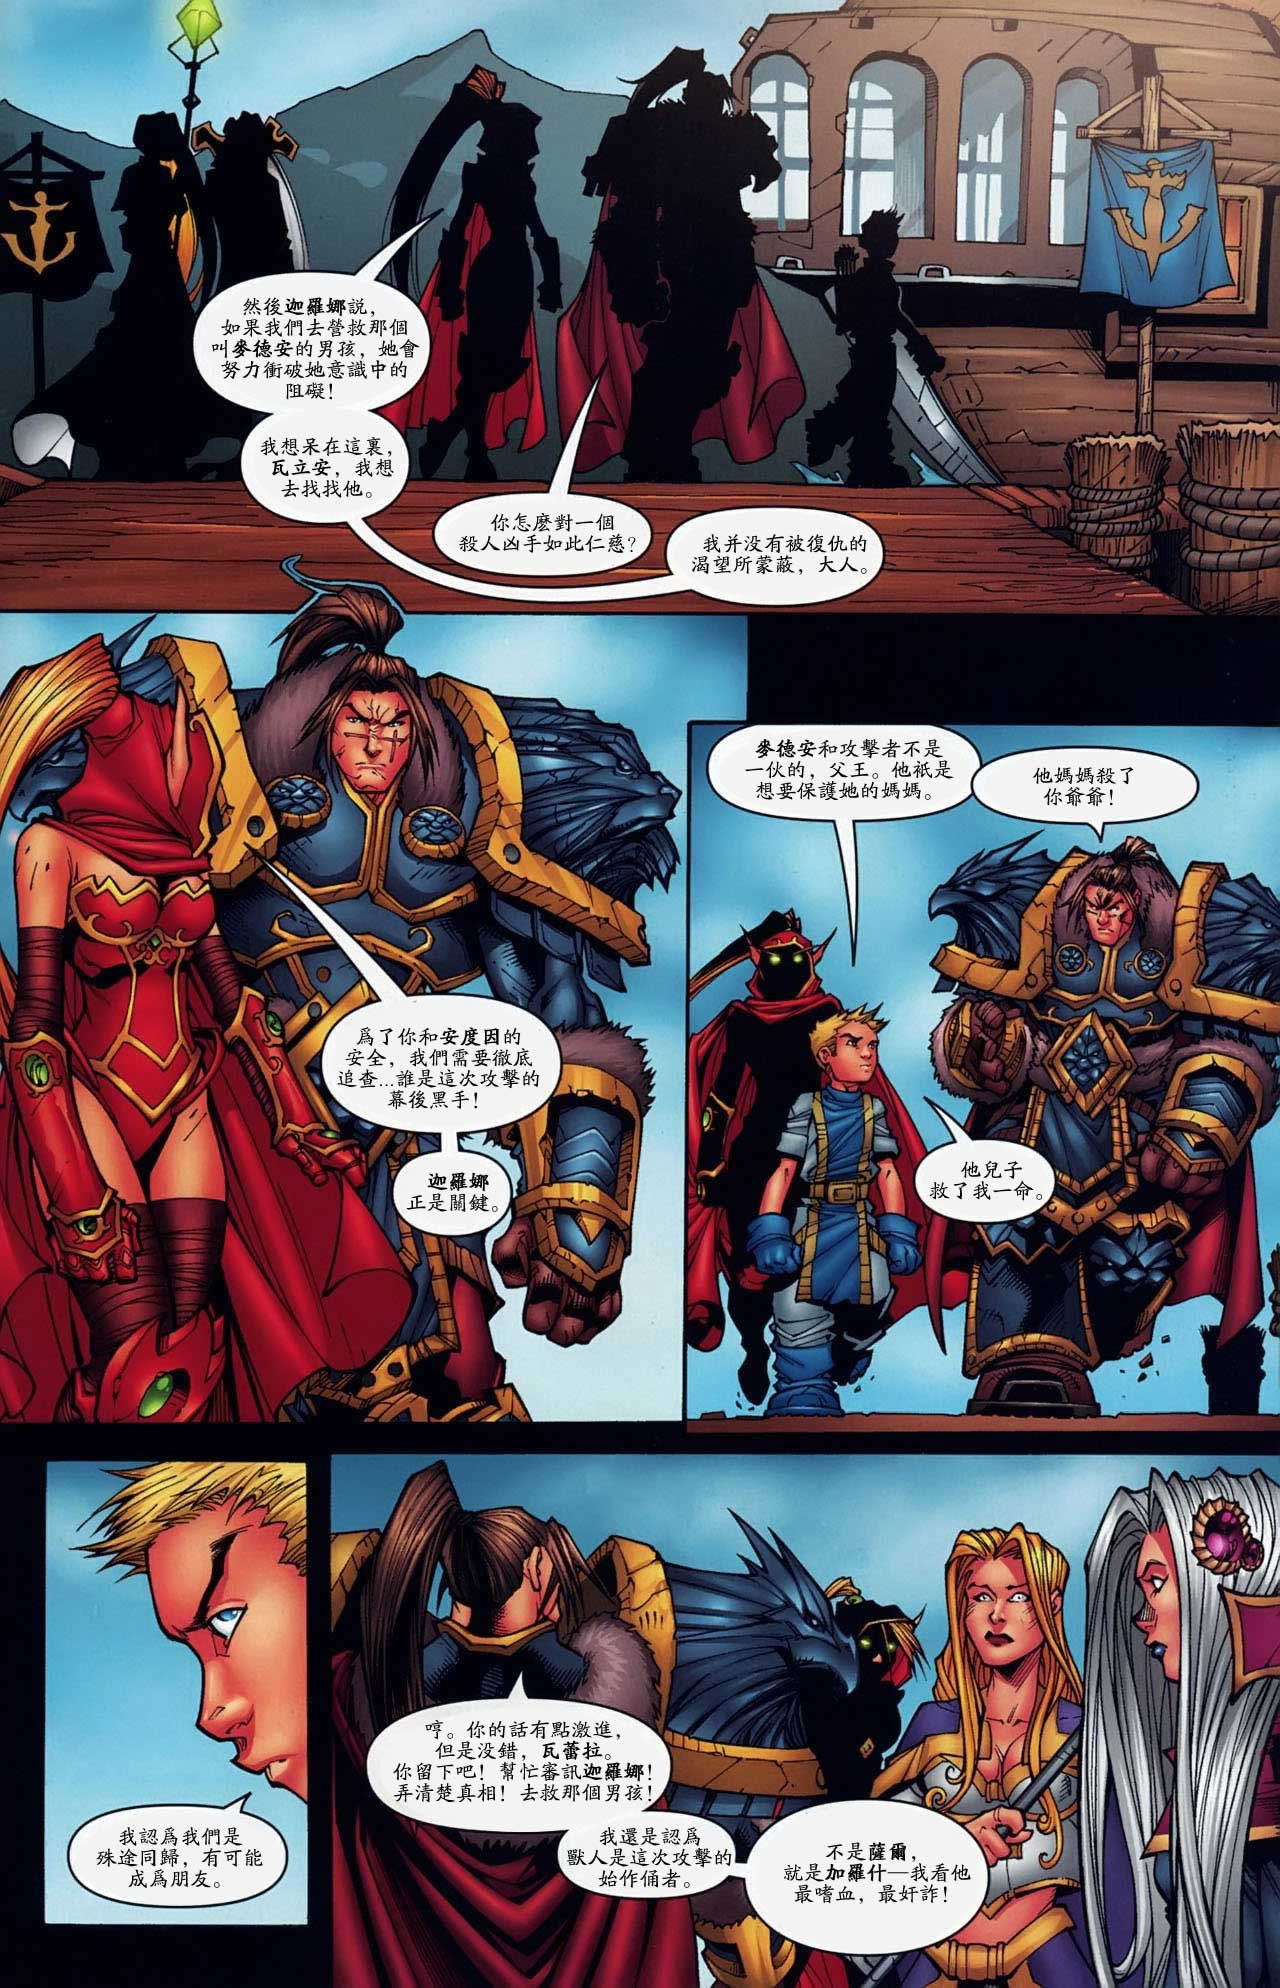 然後迦羅娜説，
如果我們去營救那個
叫麥德安的男孩，她會
努力衝破她意識中的
阻礙！
我想呆在這裏，
瓦立安，我想
去找找他。
你怎麽對一個
殺人凶手如此仁慈？
我并没有被復仇的
渴望所蒙蔽，大人。
爲了你和安度因的
安全，我們需要徹底
追查...誰是這次攻擊的
幕後黑手！
迦羅娜
正是關鍵。
麥德安和攻擊者不是
一伙的，父王。他衹是
想要保護她的媽媽。
他媽媽殺了
你爺爺！
他兒子
救了我一命。
我認爲我們是
殊途同歸，有可能
成爲朋友。
哼。你的話有點激進，
但是没錯，瓦蕾拉。
你留下吧！幫忙審訊迦羅娜！
弄清楚真相！去救那個男孩！
我還是認爲
獸人是這次攻擊的
始作俑者。
不是薩爾，
就是加羅什—我看他
最嗜血，最奸詐！